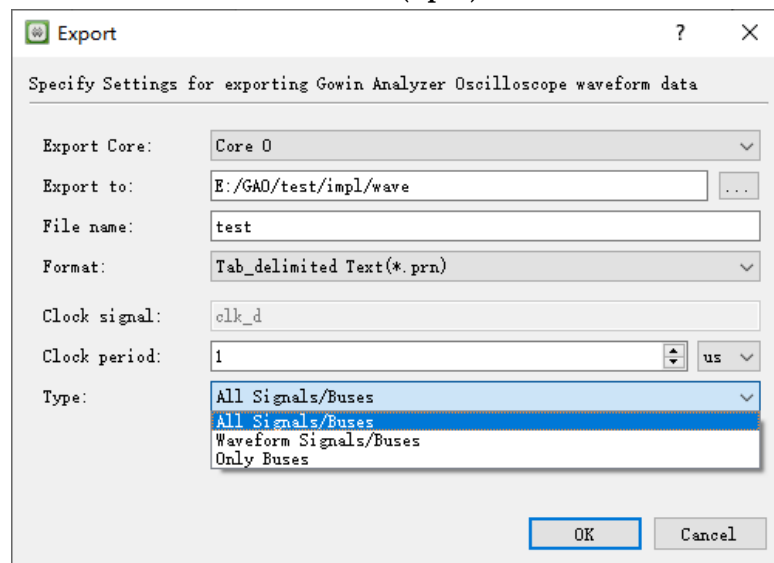 Export ?
Specify Settings for exporting Gowin Analyzer Oscilloscope waveform data
Export Core: Core 0
Export to: E:/GAO/test/impl/wave ...
File name: test
Format: Tab_delimited Text(*.prn)
Clock signal: clk_d
Clock period: 1 us
Type: All Signals/Buses
All Signals/Buses
Waveform Signals/Buses
Only Buses
OK Cancel